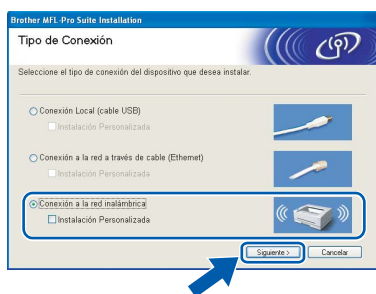 Brother MFL-Pro Suite Installation
Tipo de Conexión
Seleccione el tipo de conexión del dispositivo que desea instalar.
Conexión Local (cable USB)
Instalación Personalizada
Conexión a la red a través de cable (Ethernet)
Instalación Personalizada
Conexión a la red inalámbrica
Instalación Personalizada
Siguiente > Cancelar